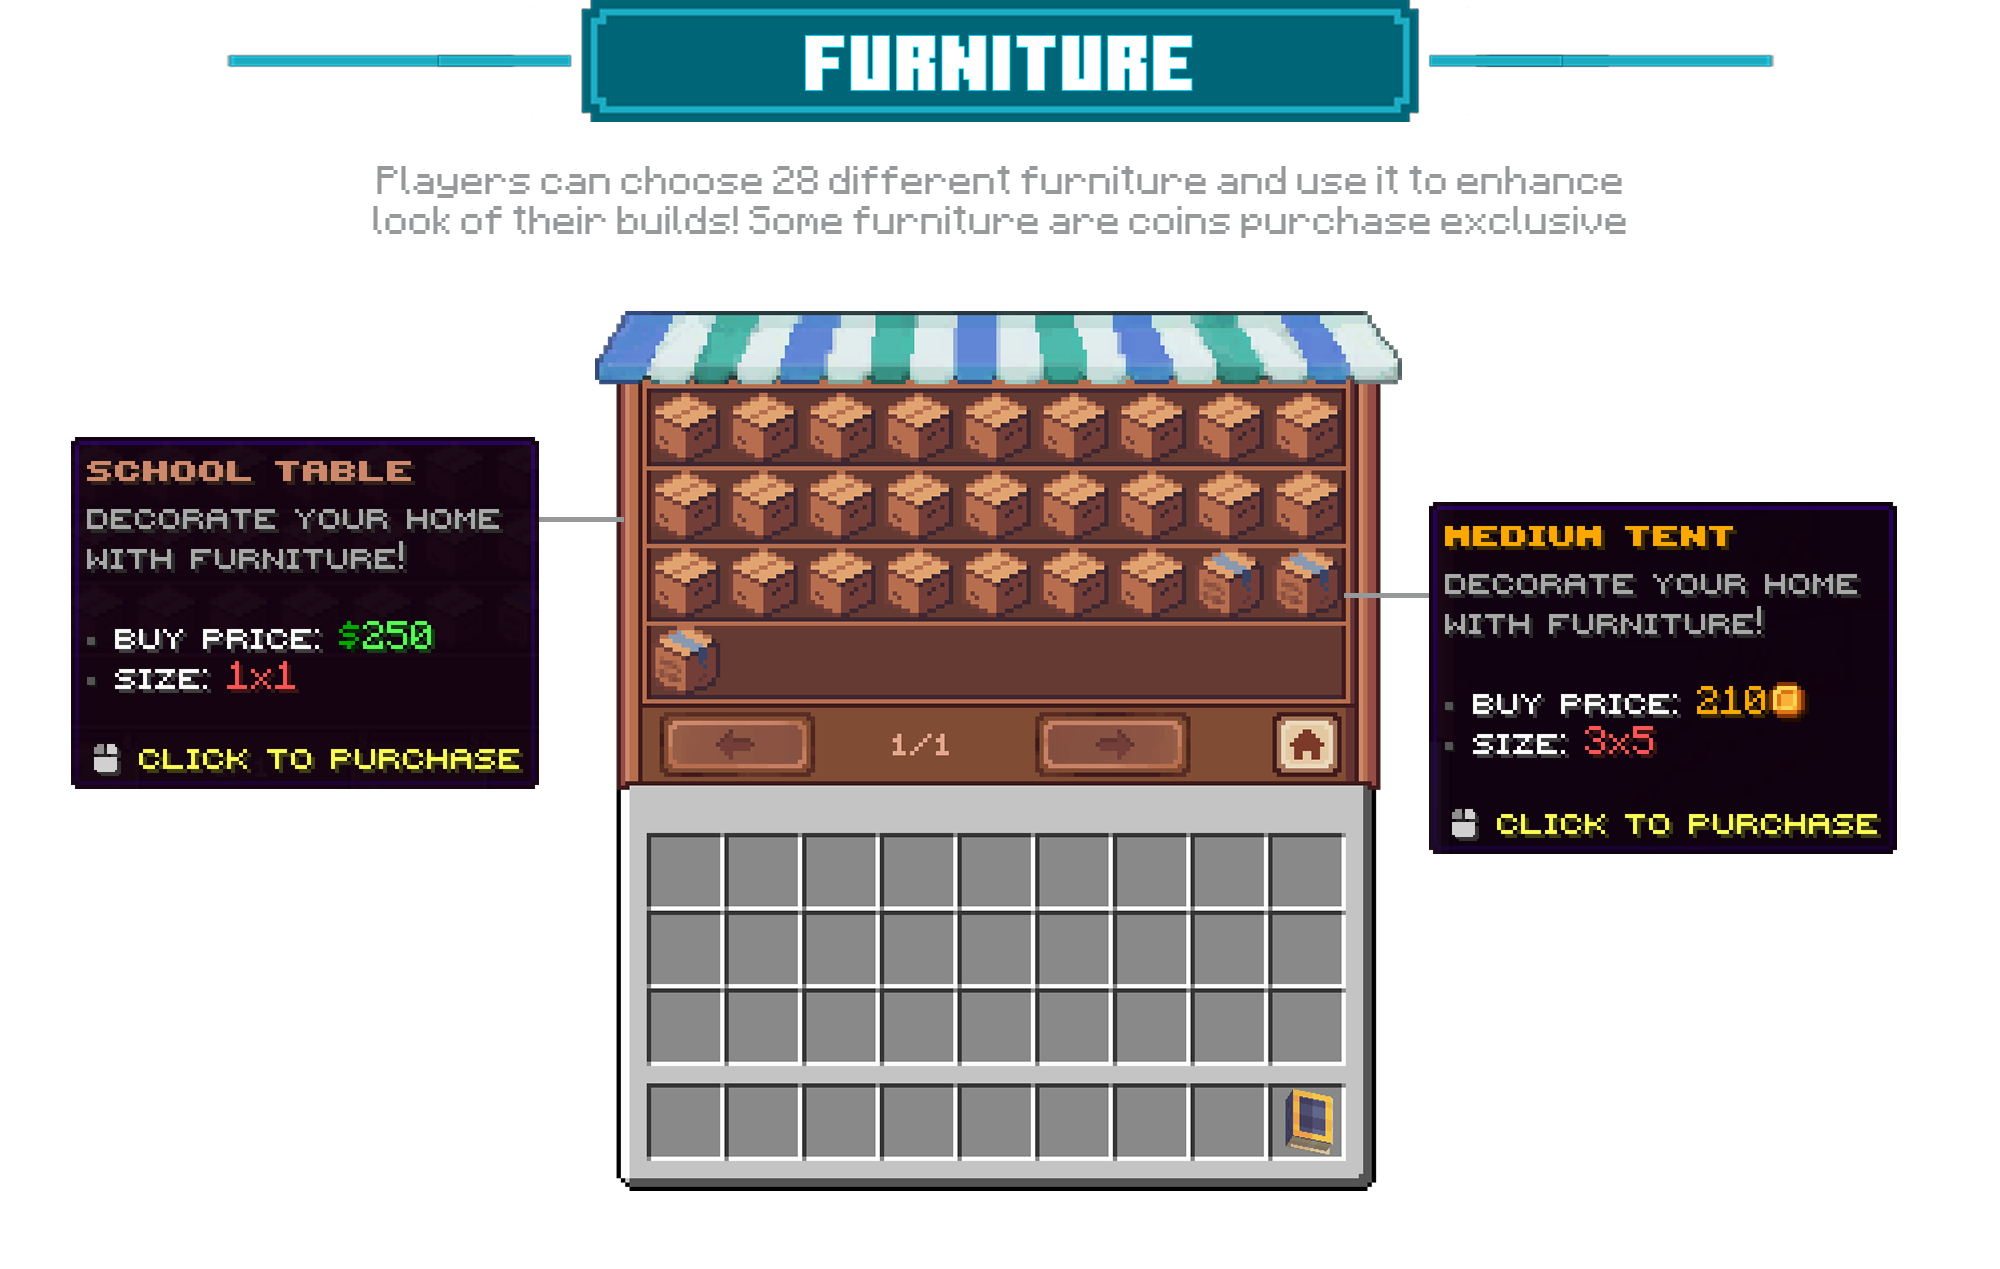 FURNITURE
Players can choose 28 different furniture and use it to enhance
look of their builds! Some furniture are coins purchase exclusive
SCHOOL TABLE
DECORATE YOUR HOME
WITH FURNITURE!
BUY PRICE: $250
SIZE: 1x1
CLICK TO PURCHASE
MEDIUM TENT
DECORATE YOUR HOME
WITH FURNITURE!
BUY PRICE: 210
SIZE: 3x5
CLICK TO PURCHASE
1/1